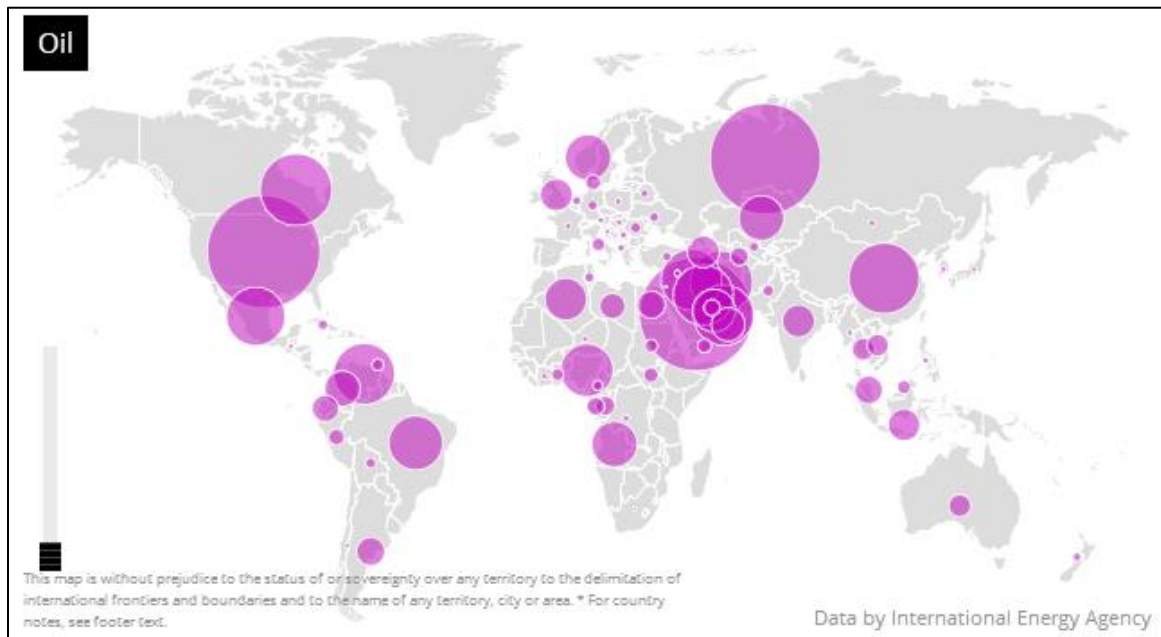 Oil
This map is without prejudice to the status of or sovereignty over any territory to the delimitation of
international frontiers and boundaries and to the name of any territory, city or area. * For country
notes, see footer text.
Data by International Energy Agency